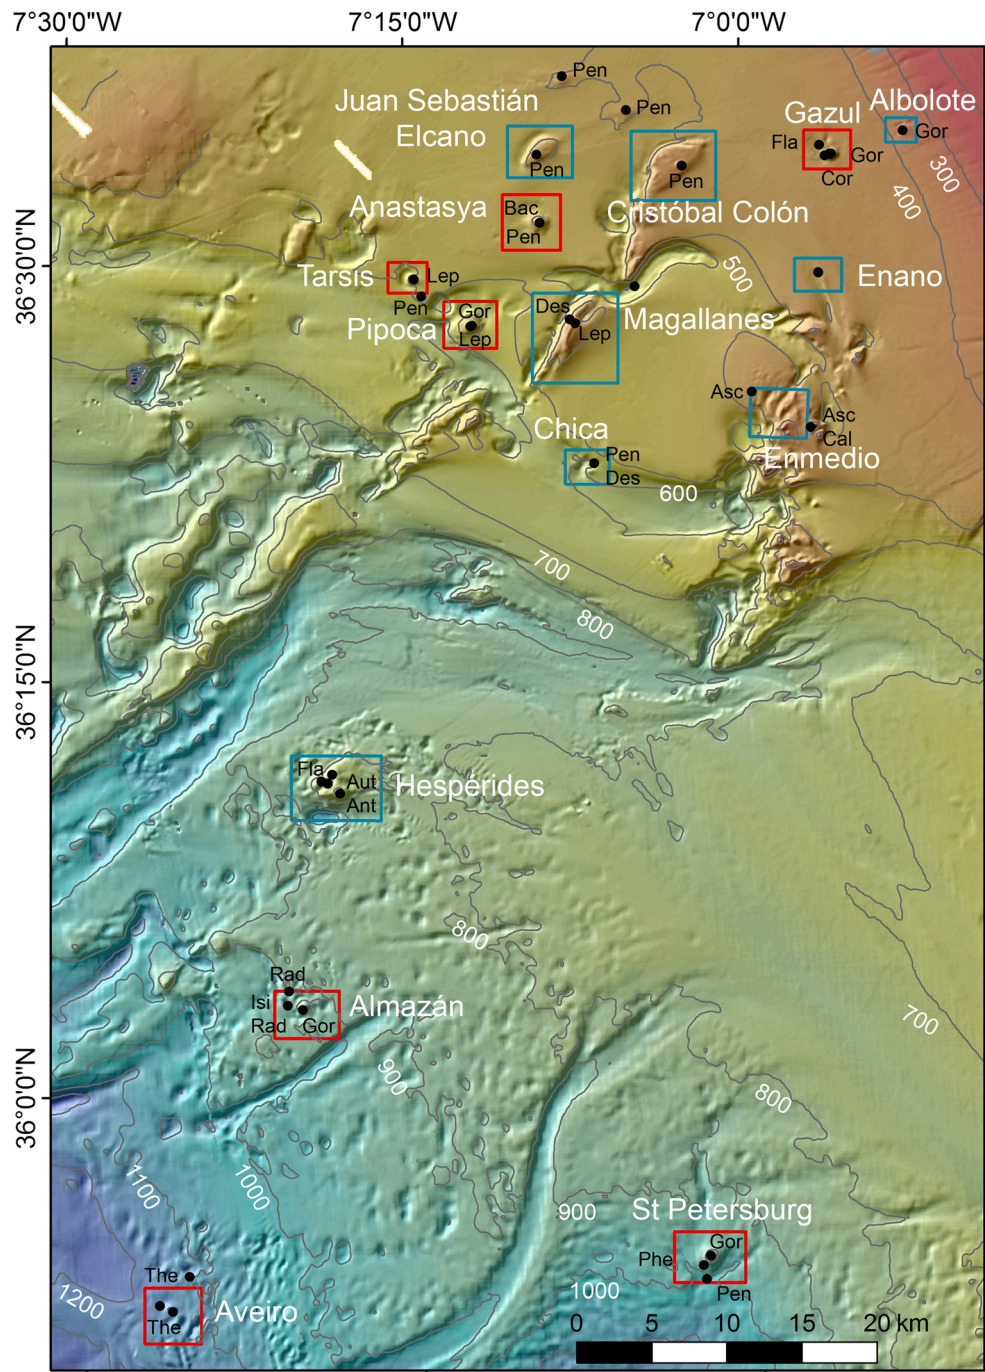 7°30'0"W 7°15'0"W 7°0'0"W
Pen
Juan Sebastián
Elcano
Pen
Pen
Gazul
Albolote
Fla
Gor
Gor
Cor
Pen
300
400
Anastasya
Bac
Pen
Cristóbal Colón
36°30'0"N
Tarsis
Lep
Pen
500
Enano
Pipoca
Gor
Lep
Des
Lep
Magallanes
Asc
Asc
Cal
Enmedio
Chica
Pen
Des
600
700
800
36°15'0"N
Fla
Aut
Ant
Hespérides
800
Rad
Isi
Rad
Gor
Almazán
700
900
800
36°0'0"N
1100
1000
900
St Petersburg
Gor
Phe
Pen
1000
The
The
Aveiro
1200
0 5 10 15 20 km